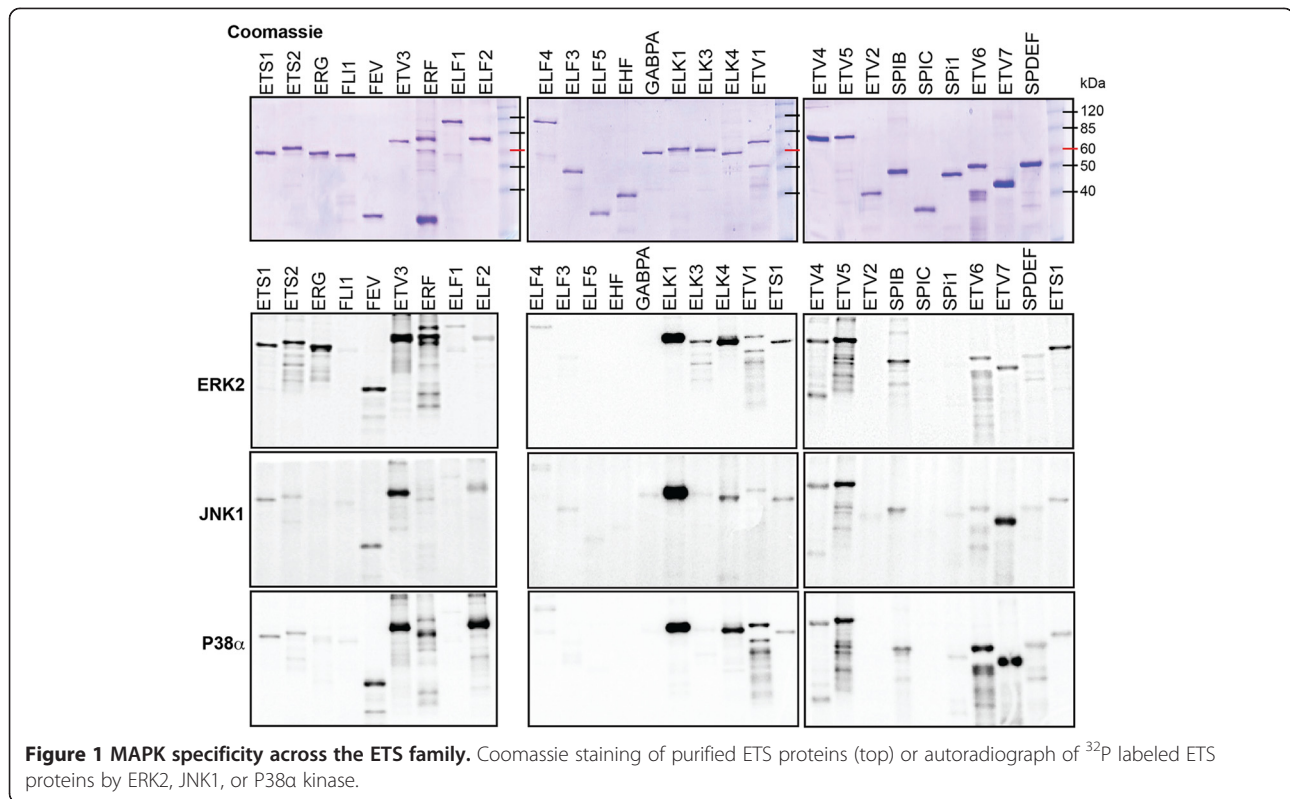 Coomassie
ETS1 ETS2 ERG FLI1 FEV ETV3 ERF ELF1 ELF2
ELF4 ELF3 ELF5 EHF GABPA ELK1 ELK3 ELK4 ETV1
ETV4 ETV5 ETV2 SPIB SPIC SPi1 ETV6 ETV7 SPDEF
kDa
120
85
60
50
40
ETS1 ETS2 ERG FLI1 FEV ETV3 ERF ELF1 ELF2
ELF4 ELF3 ELF5 EHF GABPA ELK1 ELK3 ELK4 ETV1 ETS1
ETV4 ETV5 ETV2 SPIB SPIC SPi1 ETV6 ETV7 SPDEF ETS1
ERK2
JNK1
P38α
Figure 1 MAPK specificity across the ETS family. Coomassie staining of purified ETS proteins (top) or autoradiograph of ³²P labeled ETS
proteins by ERK2, JNK1, or P38α kinase.